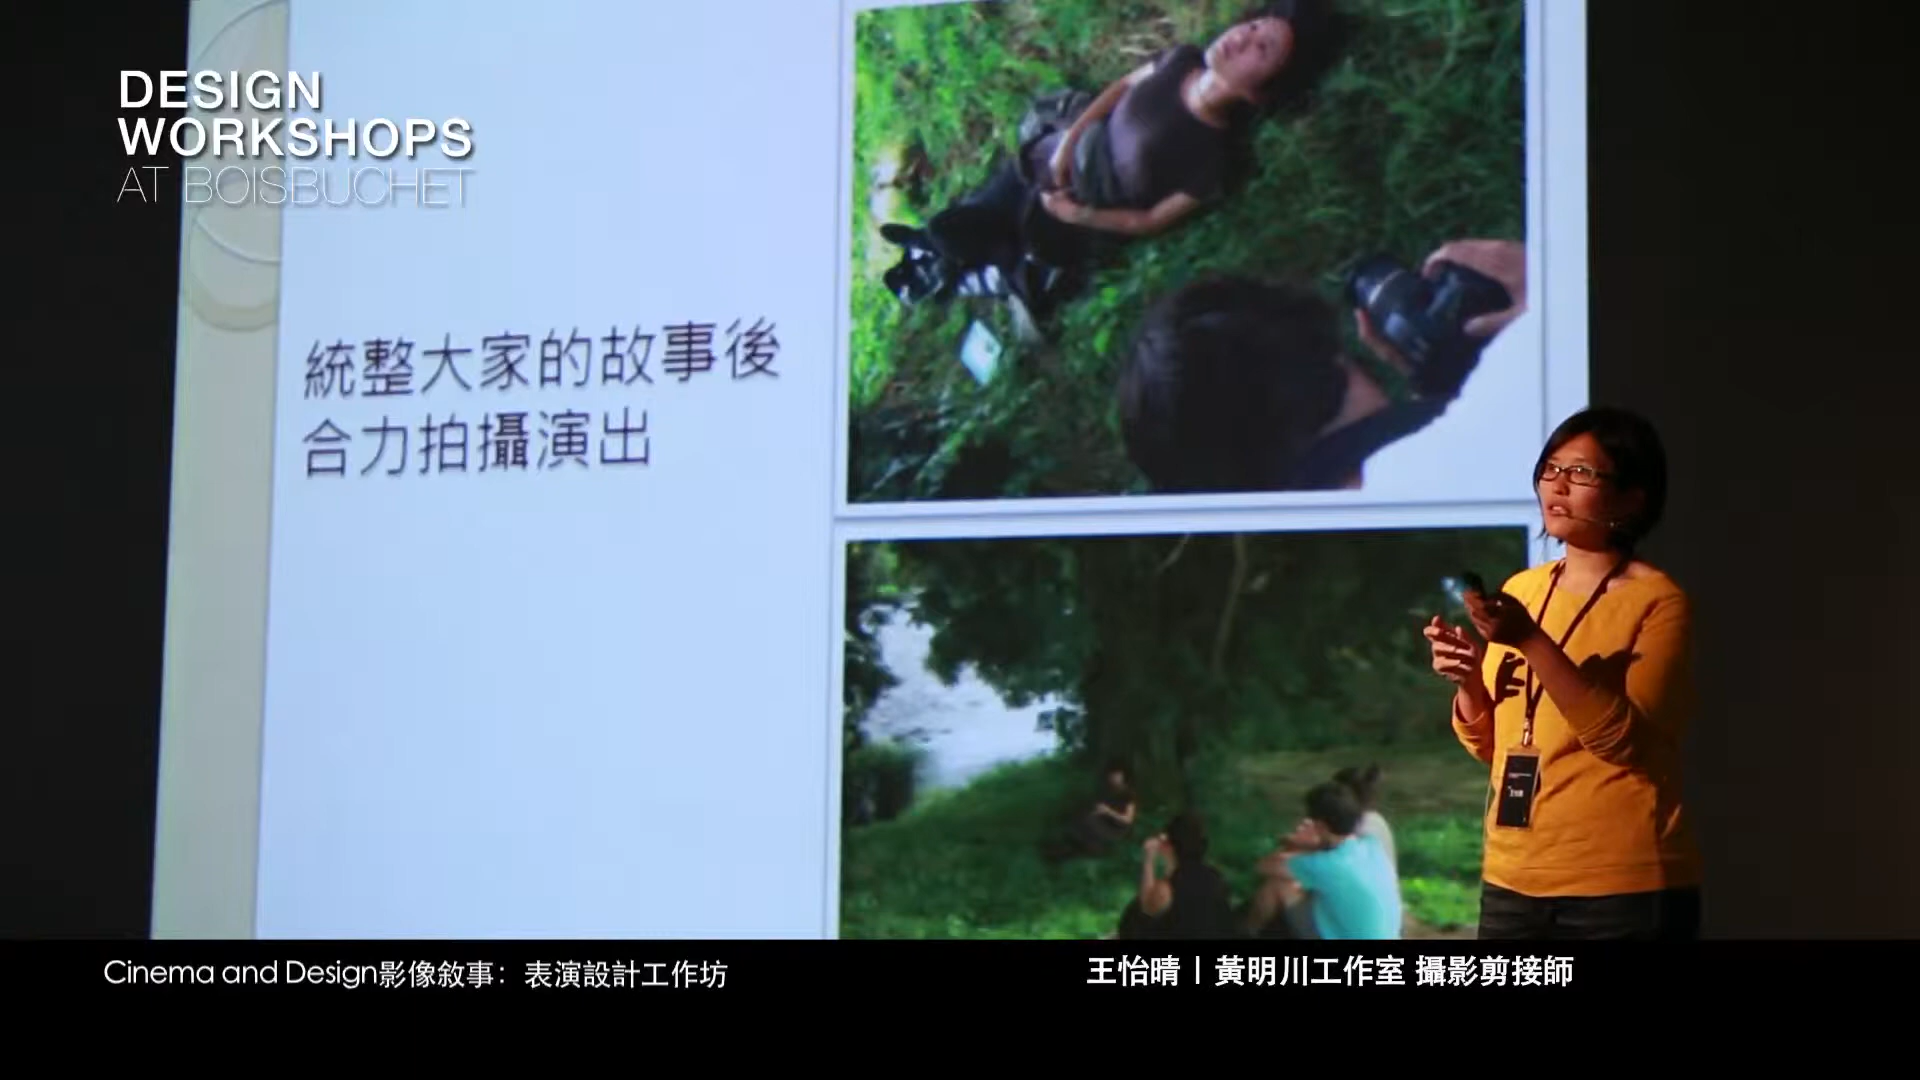 DESIGN
WORKSHOPS
AT BOISBUCHET
統整大家的故事後
合力拍攝演出
Cinema and Design影像敘事：表演設計工作坊
王怡晴 | 黃明川工作室 攝影剪接師